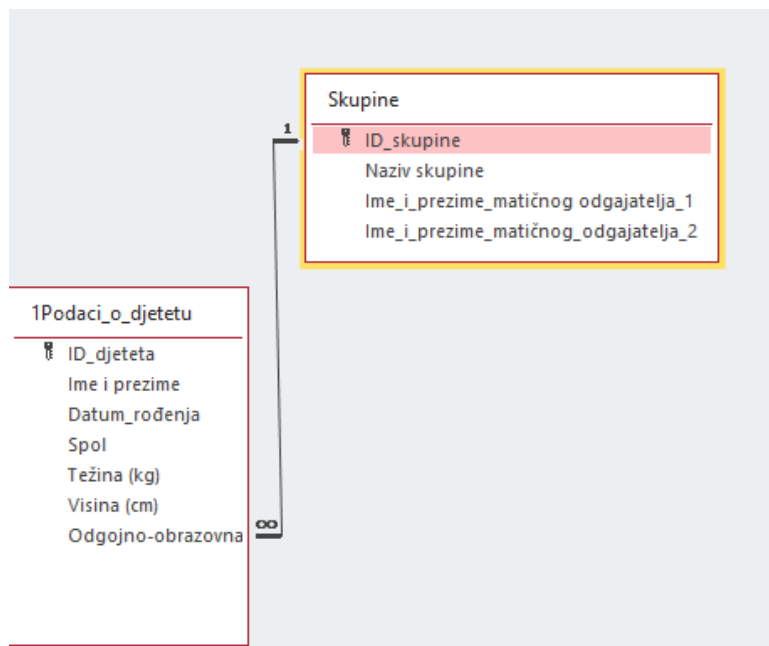 Skupine
1
ID_skupine
Naziv skupine
Ime_i_prezime_matičnog odgajatelja_1
Ime_i_prezime_matičnog_odgajatelja_2
1Podaci_o_djetetu
ID_djeteta
Ime i prezime
Datum_rođenja
Spol
Težina (kg)
Visina (cm)
Odgojno-obrazovna
∞